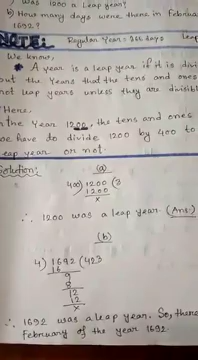 a) Was 1200 a Leap year?
b) How many days were there in Februa
1692?
NOTE: Regular Year = 365 days Leap
We know,
A year is a leap year if it is divi
out the Years that the tens and ones
not leap years unless they are divisibl
Here.
the year 1200, the tens and ones
we have to divide 1200 by 400 to
leap year or not.
Solution:
(a)
400) 1200 (3
1200
x
∴ 1200 was a leap year. (Ans:)
(b)
4) 1692 (423
16
9
8
12
12
x
∴ 1692 was a leap year. So, there
February of the year 1692.